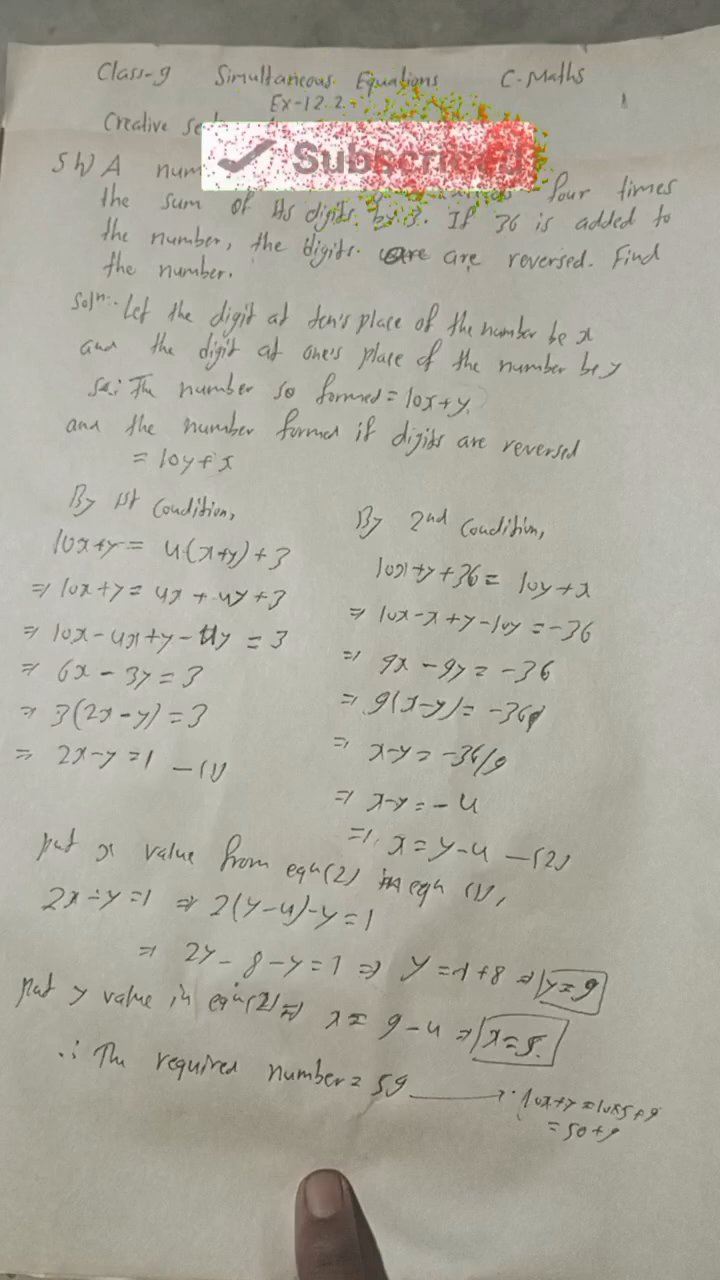 Class-9 Simultaneous Equations C-Maths
Ex-12.2
Creative
✓ Subscribed
5 h) A num
four times
the sum of its digits by 3. If 36 is added to
the number, the digits are are reversed. Find
the number.
Soln:- Let the digit at ten's place of the number be x
and the digit at one's place of the number be y
The number so formed = 10x+y.
and the number formed if digits are reversed
= 10y+x
By 1st Condition,
10x+y = 4(x+y)+3
⇒ 10x+y = 4x + 4y+3
⇒ 10x-4x+y-4y = 3
⇒ 6x - 3y = 3
⇒ 3(2x-y) = 3
⇒ 2x-y = 1 -(1)
By 2nd Condition,
10x+y+36 = 10y+x
⇒ 10x-x+y-10y = -36
⇒ 9x-9y = -36
⇒ 9(x-y) = -36
⇒ x-y = -36/9
⇒ x-y = -4
⇒ x = y-4 -(2)
put x value from eqn(2) in eqn (1),
2x-y=1 ⇒ 2(y-4)-y = 1
⇒ 2y-8-y=1 ⇒ y = 1+8 ⇒ y=9
put y value in eqn(2) ⇒ x = 9-4 ⇒ x=5.
∴ The required number = 59 → 10x+y = 10x5+9
= 50+9